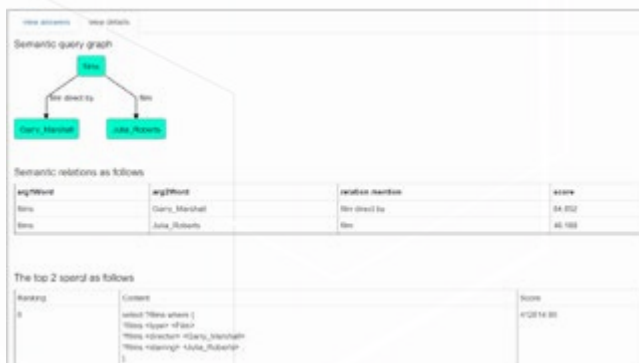 view answers view details
Semantic query graph
films
film direct by film
Garry_Marshall Julia_Roberts
Semantic relations as follows
arg1Word arg2Word relation mention score
films Garry_Marshall film direct by
films Julia_Roberts film
The top 2 sparql as follows
Ranking Content Score
0 select ?films where {
?films <type> <Film>
?films <director> <Garry_Marshall>
?films <starring> <Julia_Roberts> .
}